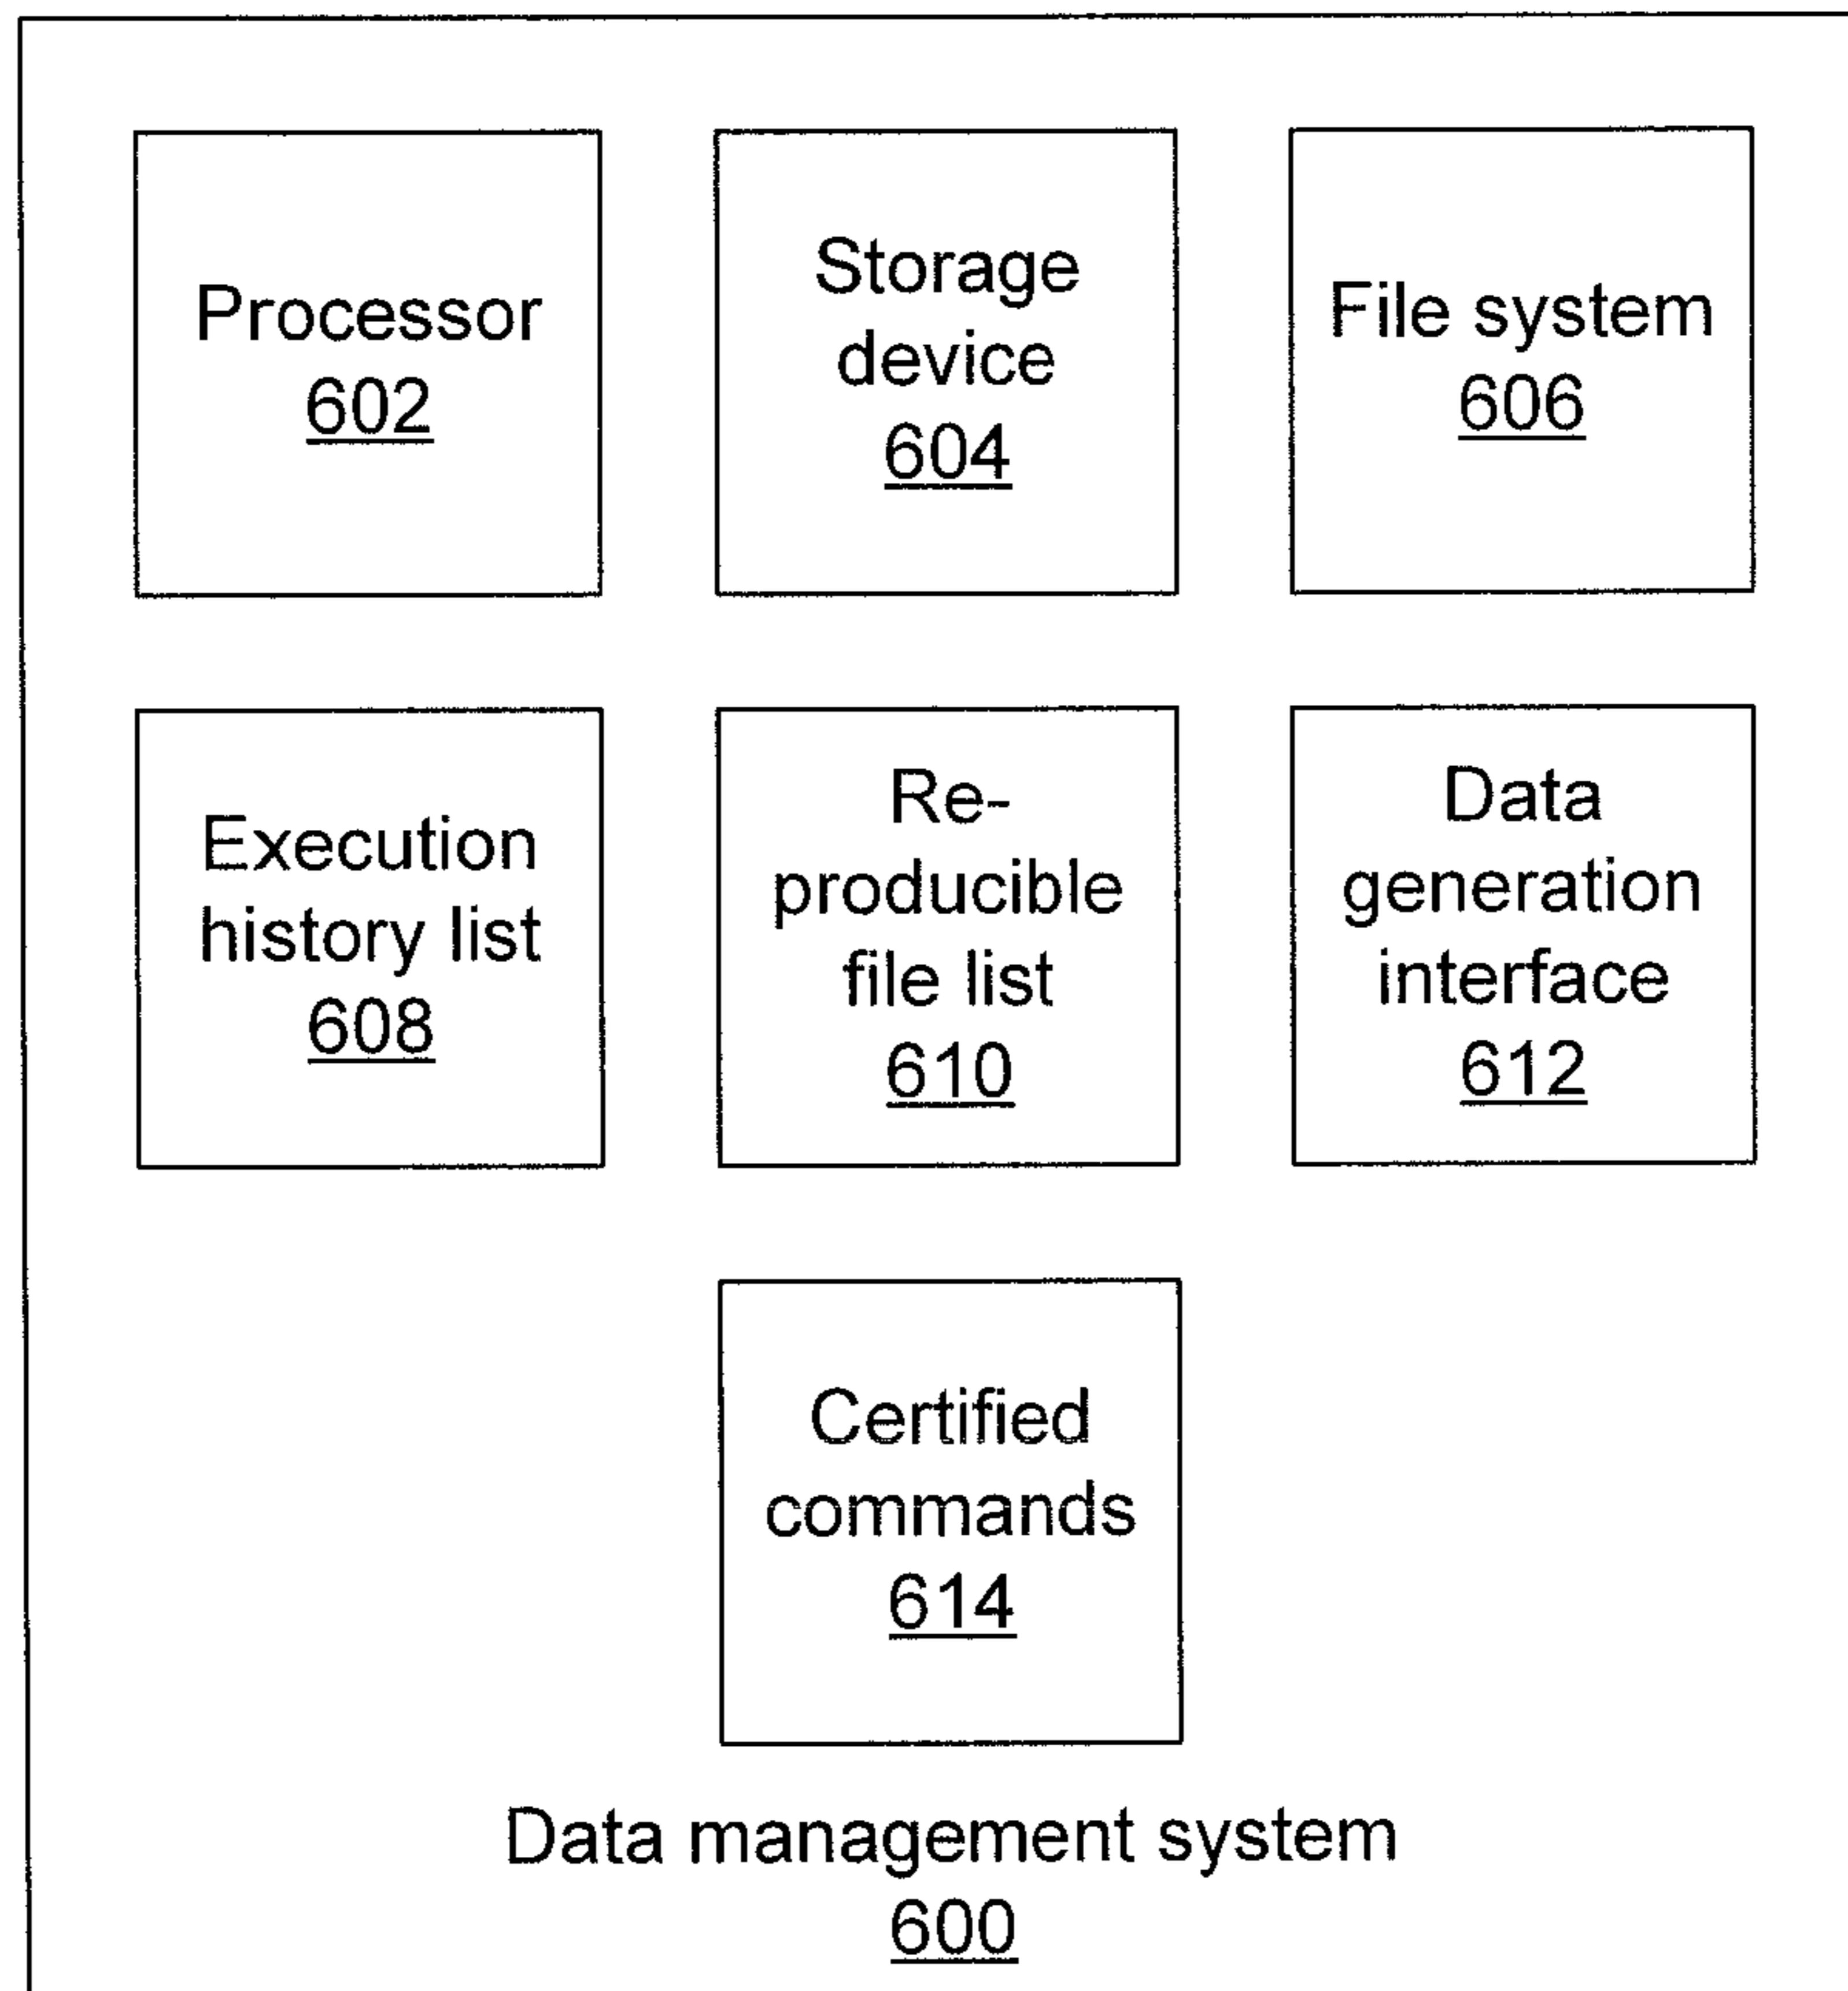 Processor
602
Storage
device
604
File system
606
Execution
history list
608
Re-
producible
file list
610
Data
generation
interface
612
Certified
commands
614
Data management system
600